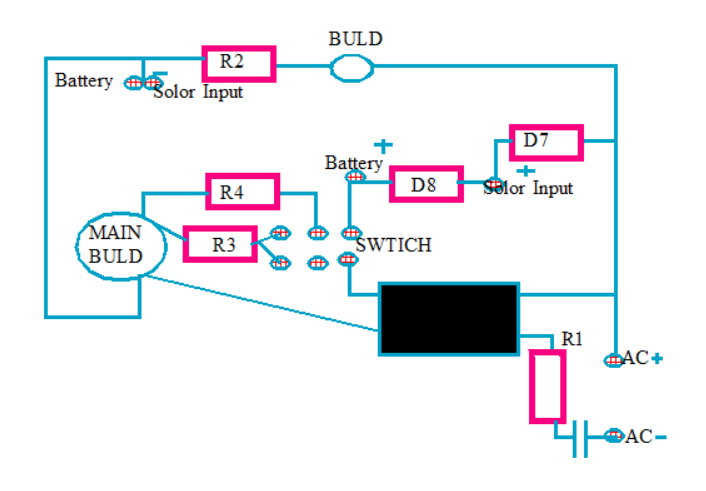 BULD
R2
Battery
Solor Input
D7
Battery
D8
Solor Input
R4
MAIN
BULD
R3
SWTICH
R1
AC+
AC-